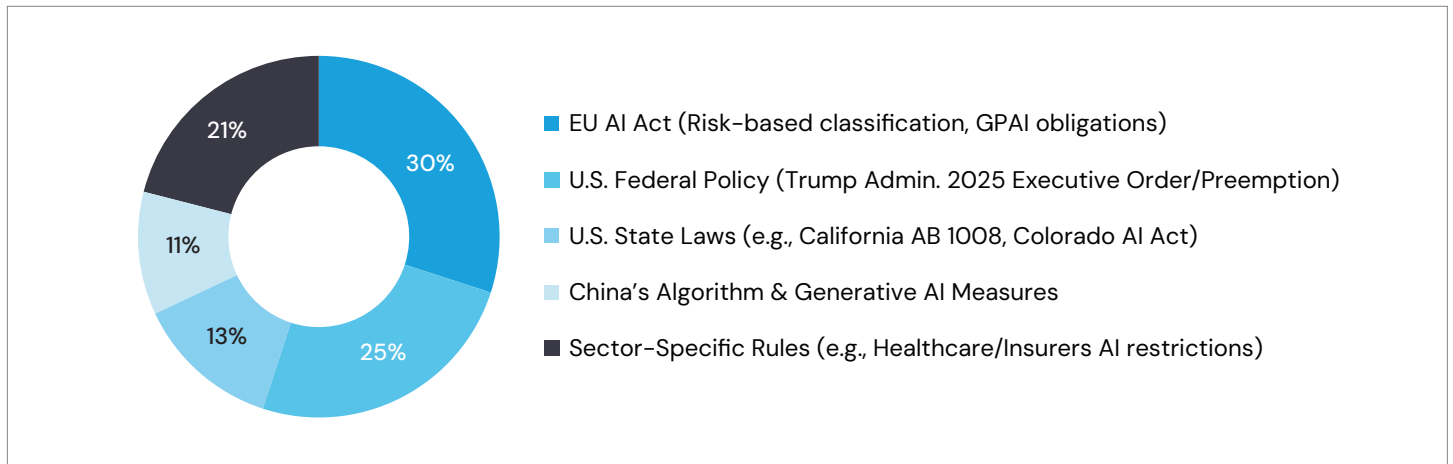 21%
30%
11%
13%
25%
EU AI Act (Risk-based classification, GPAI obligations)
U.S. Federal Policy (Trump Admin. 2025 Executive Order/Preemption)
U.S. State Laws (e.g., California AB 1008, Colorado AI Act)
China’s Algorithm & Generative AI Measures
Sector-Specific Rules (e.g., Healthcare/Insurers AI restrictions)